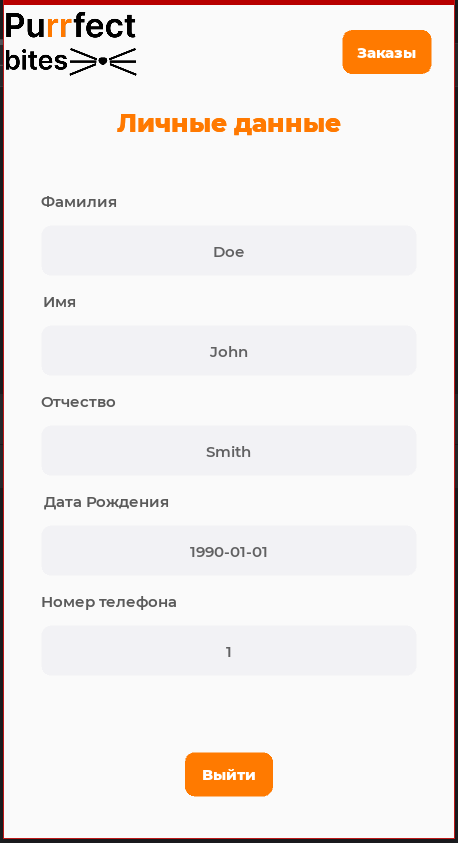 Purrfect
bites
Заказы
Личные данные
Фамилия
Doe
Имя
John
Отчество
Smith
Дата Рождения
1990-01-01
Номер телефона
1
Выйти